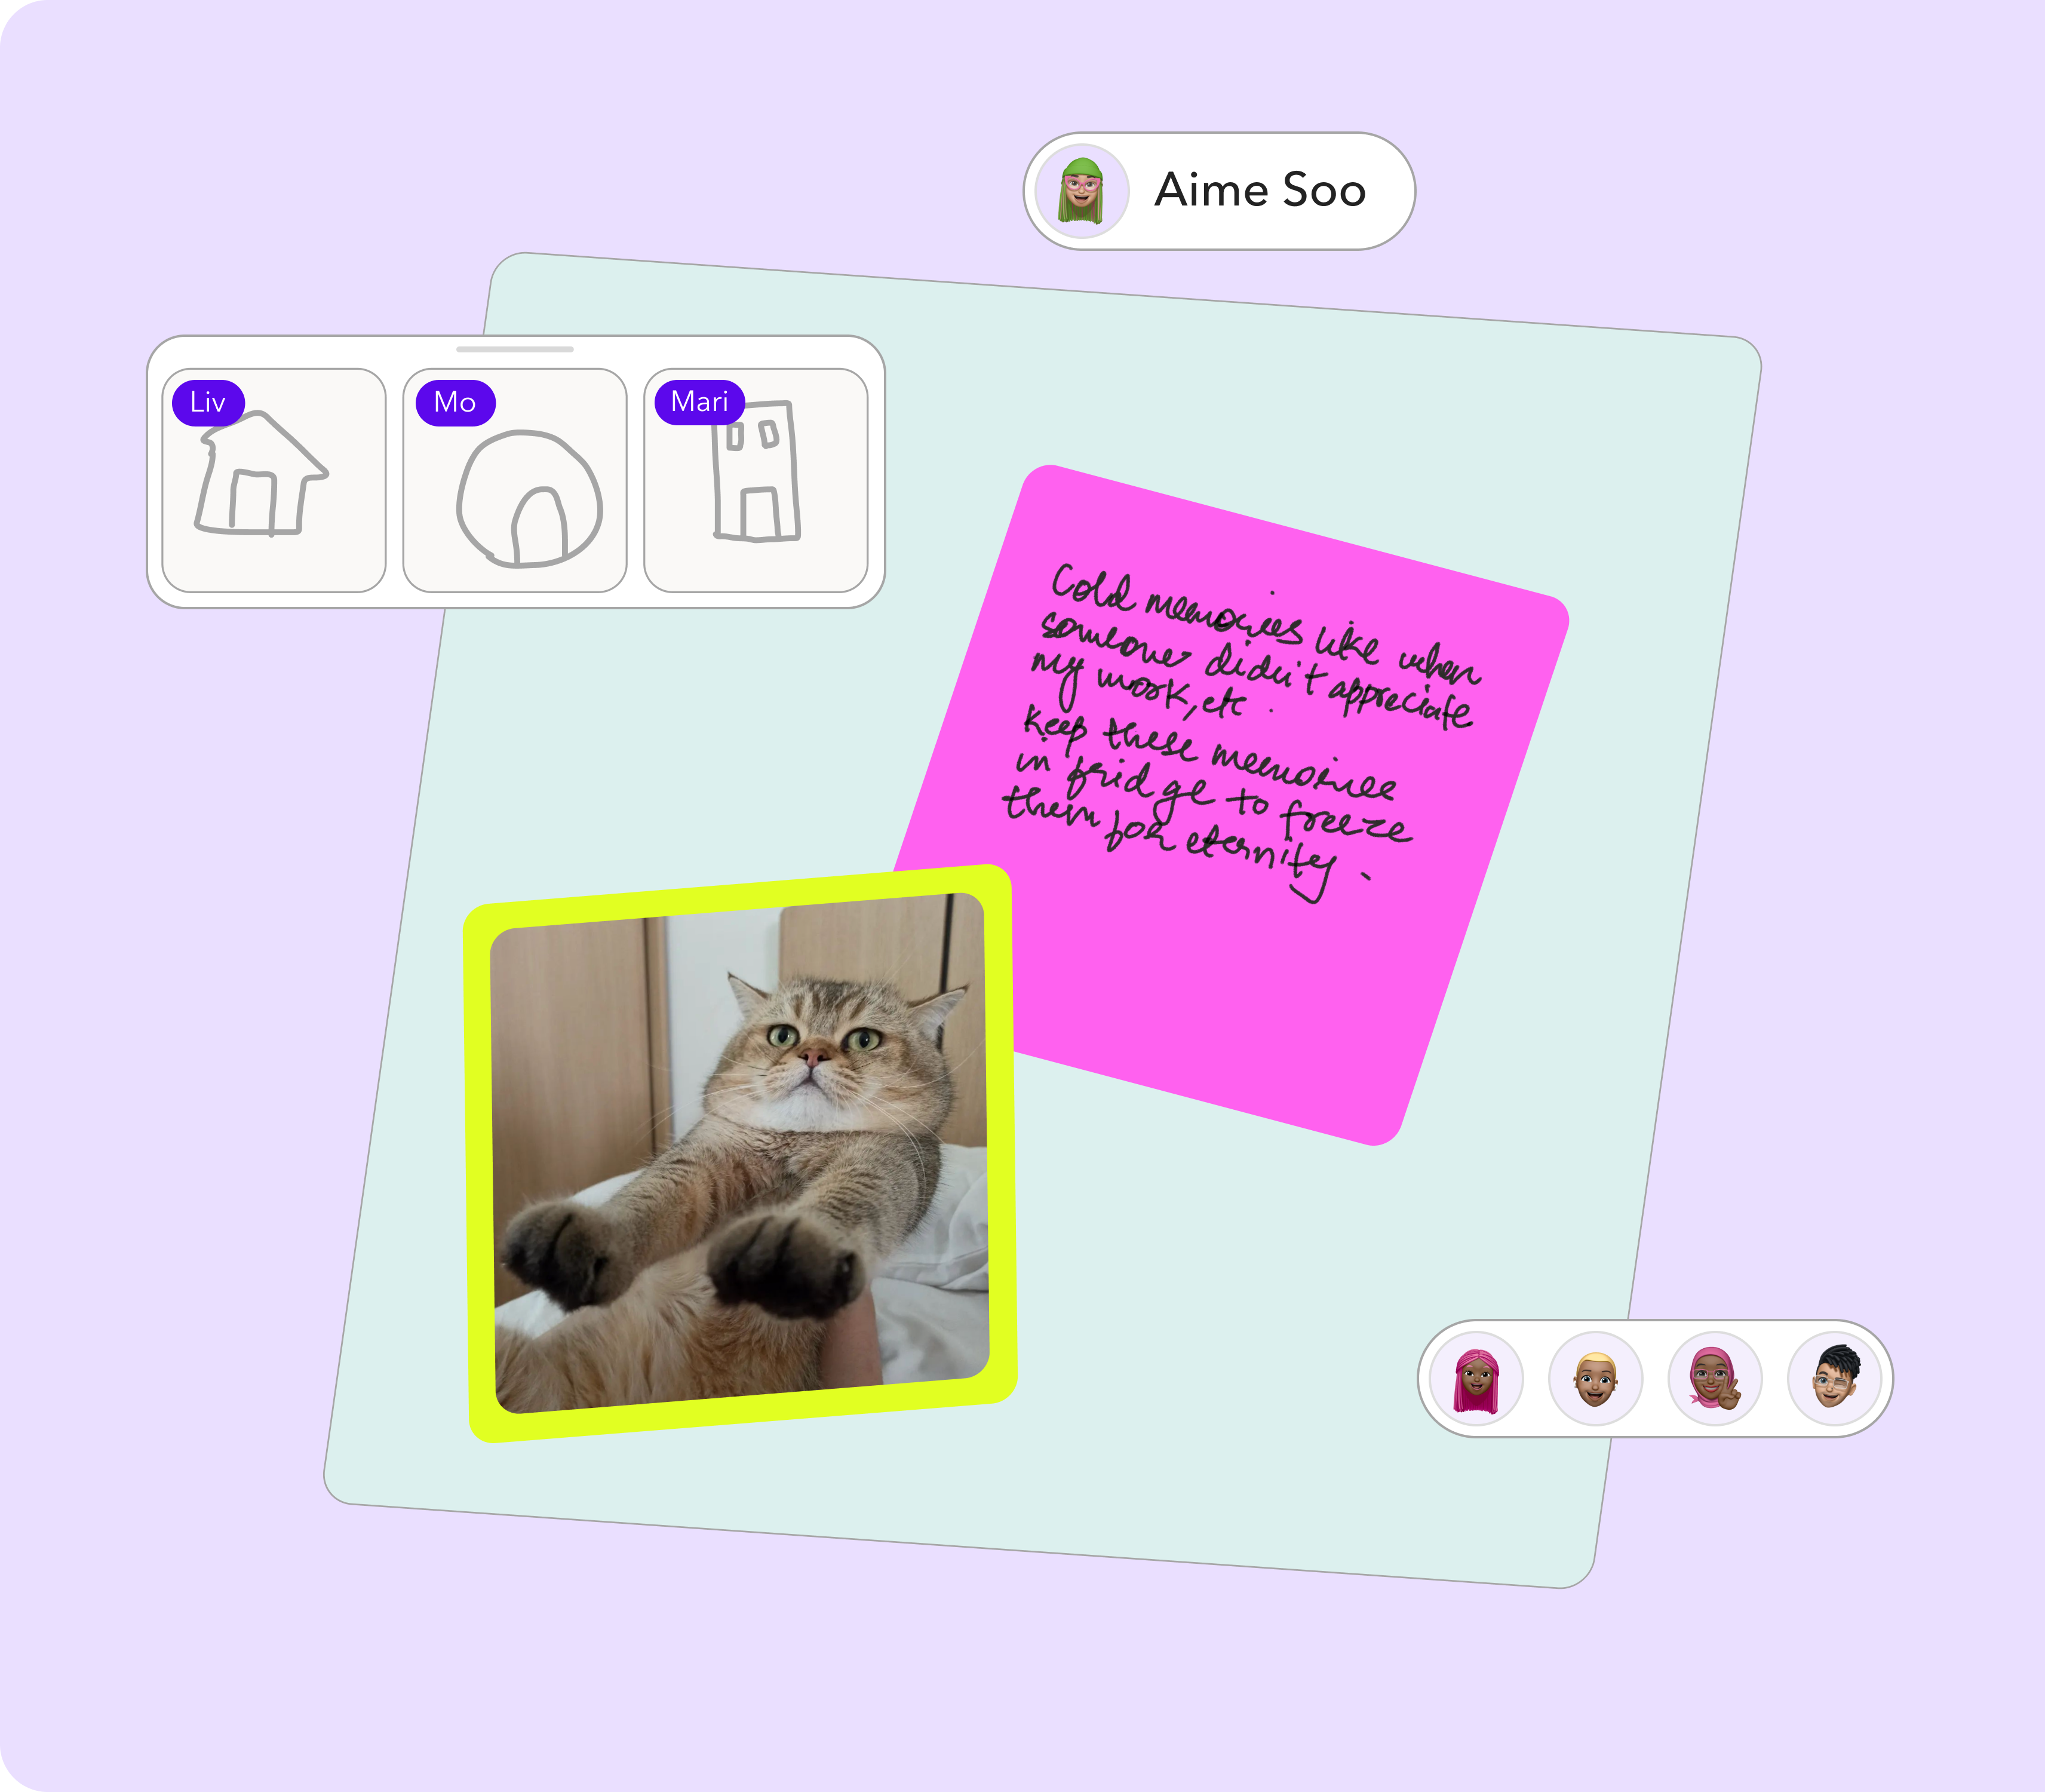 Aime Soo
Liv
Mo
Mari
Cold memories like when
someone didn't appreciate
my work, etc.
keep these memories
in fridge to freeze
them for eternity.